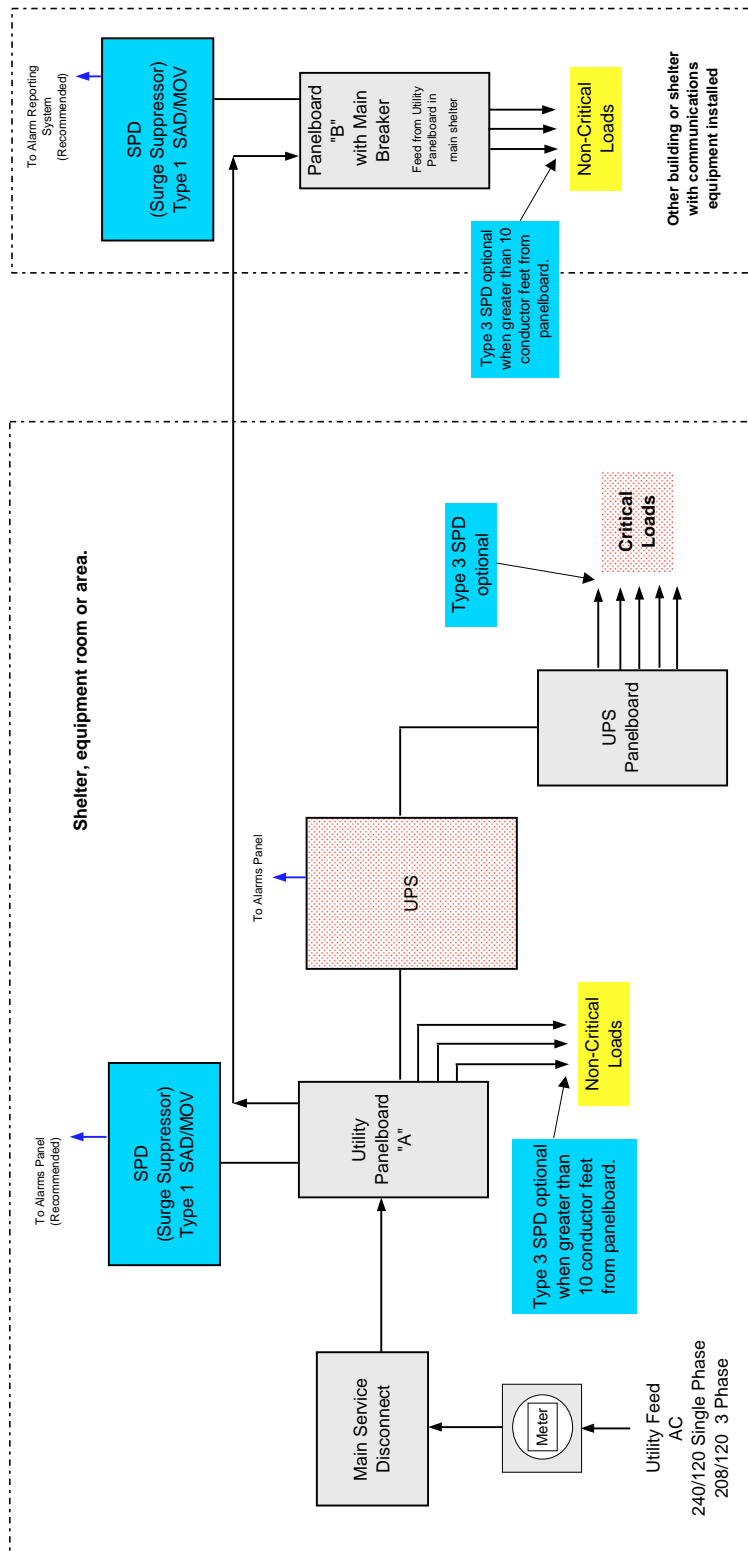 Shelter, equipment room or area.
To Alarms Panel
(Recommended)
SPD
(Surge Suppressor)
Type 1 SAD/MOV
Utility
Panelboard
"A"
Main Service
Disconnect
Meter
Utility Feed
AC
240/120 Single Phase
208/120 3 Phase
Type 3 SPD optional
when greater than
10 conductor feet
from panelboard.
Non-Critical
Loads
To Alarms Panel
UPS
UPS
Panelboard
Type 3 SPD
optional
Critical
Loads
To Alarm Reporting
System
(Recommended)
SPD
(Surge Suppressor)
Type 1 SAD/MOV
Panelboard
"B"
with Main
Breaker
Feed from Utility
Panelboard in
main shelter
Type 3 SPD optional
when greater than 10
conductor feet from
panelboard.
Non-Critical
Loads
Other building or shelter
with communications
equipment installed